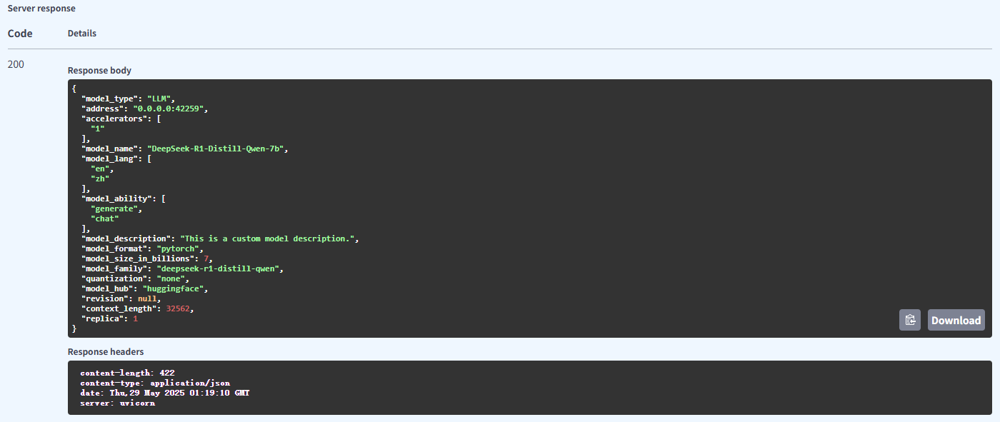 Server response
Code Details
200
Response body
{
  "model_type": "LLM",
  "address": "0.0.0.0:42259",
  "accelerators": [
    "1"
  ],
  "model_name": "DeepSeek-R1-Distill-Qwen-7b",
  "model_lang": [
    "en",
    "zh"
  ],
  "model_ability": [
    "generate",
    "chat"
  ],
  "model_description": "This is a custom model description.",
  "model_format": "pytorch",
  "model_size_in_billions": 7,
  "model_family": "deepseek-r1-distill-qwen",
  "quantization": "none",
  "model_hub": "huggingface",
  "revision": null,
  "context_length": 32562,
  "replica": 1
}
Download
Response headers
content-length: 422
content-type: application/json
date: Thu,29 May 2025 01:19:10 GMT
server: uvicorn